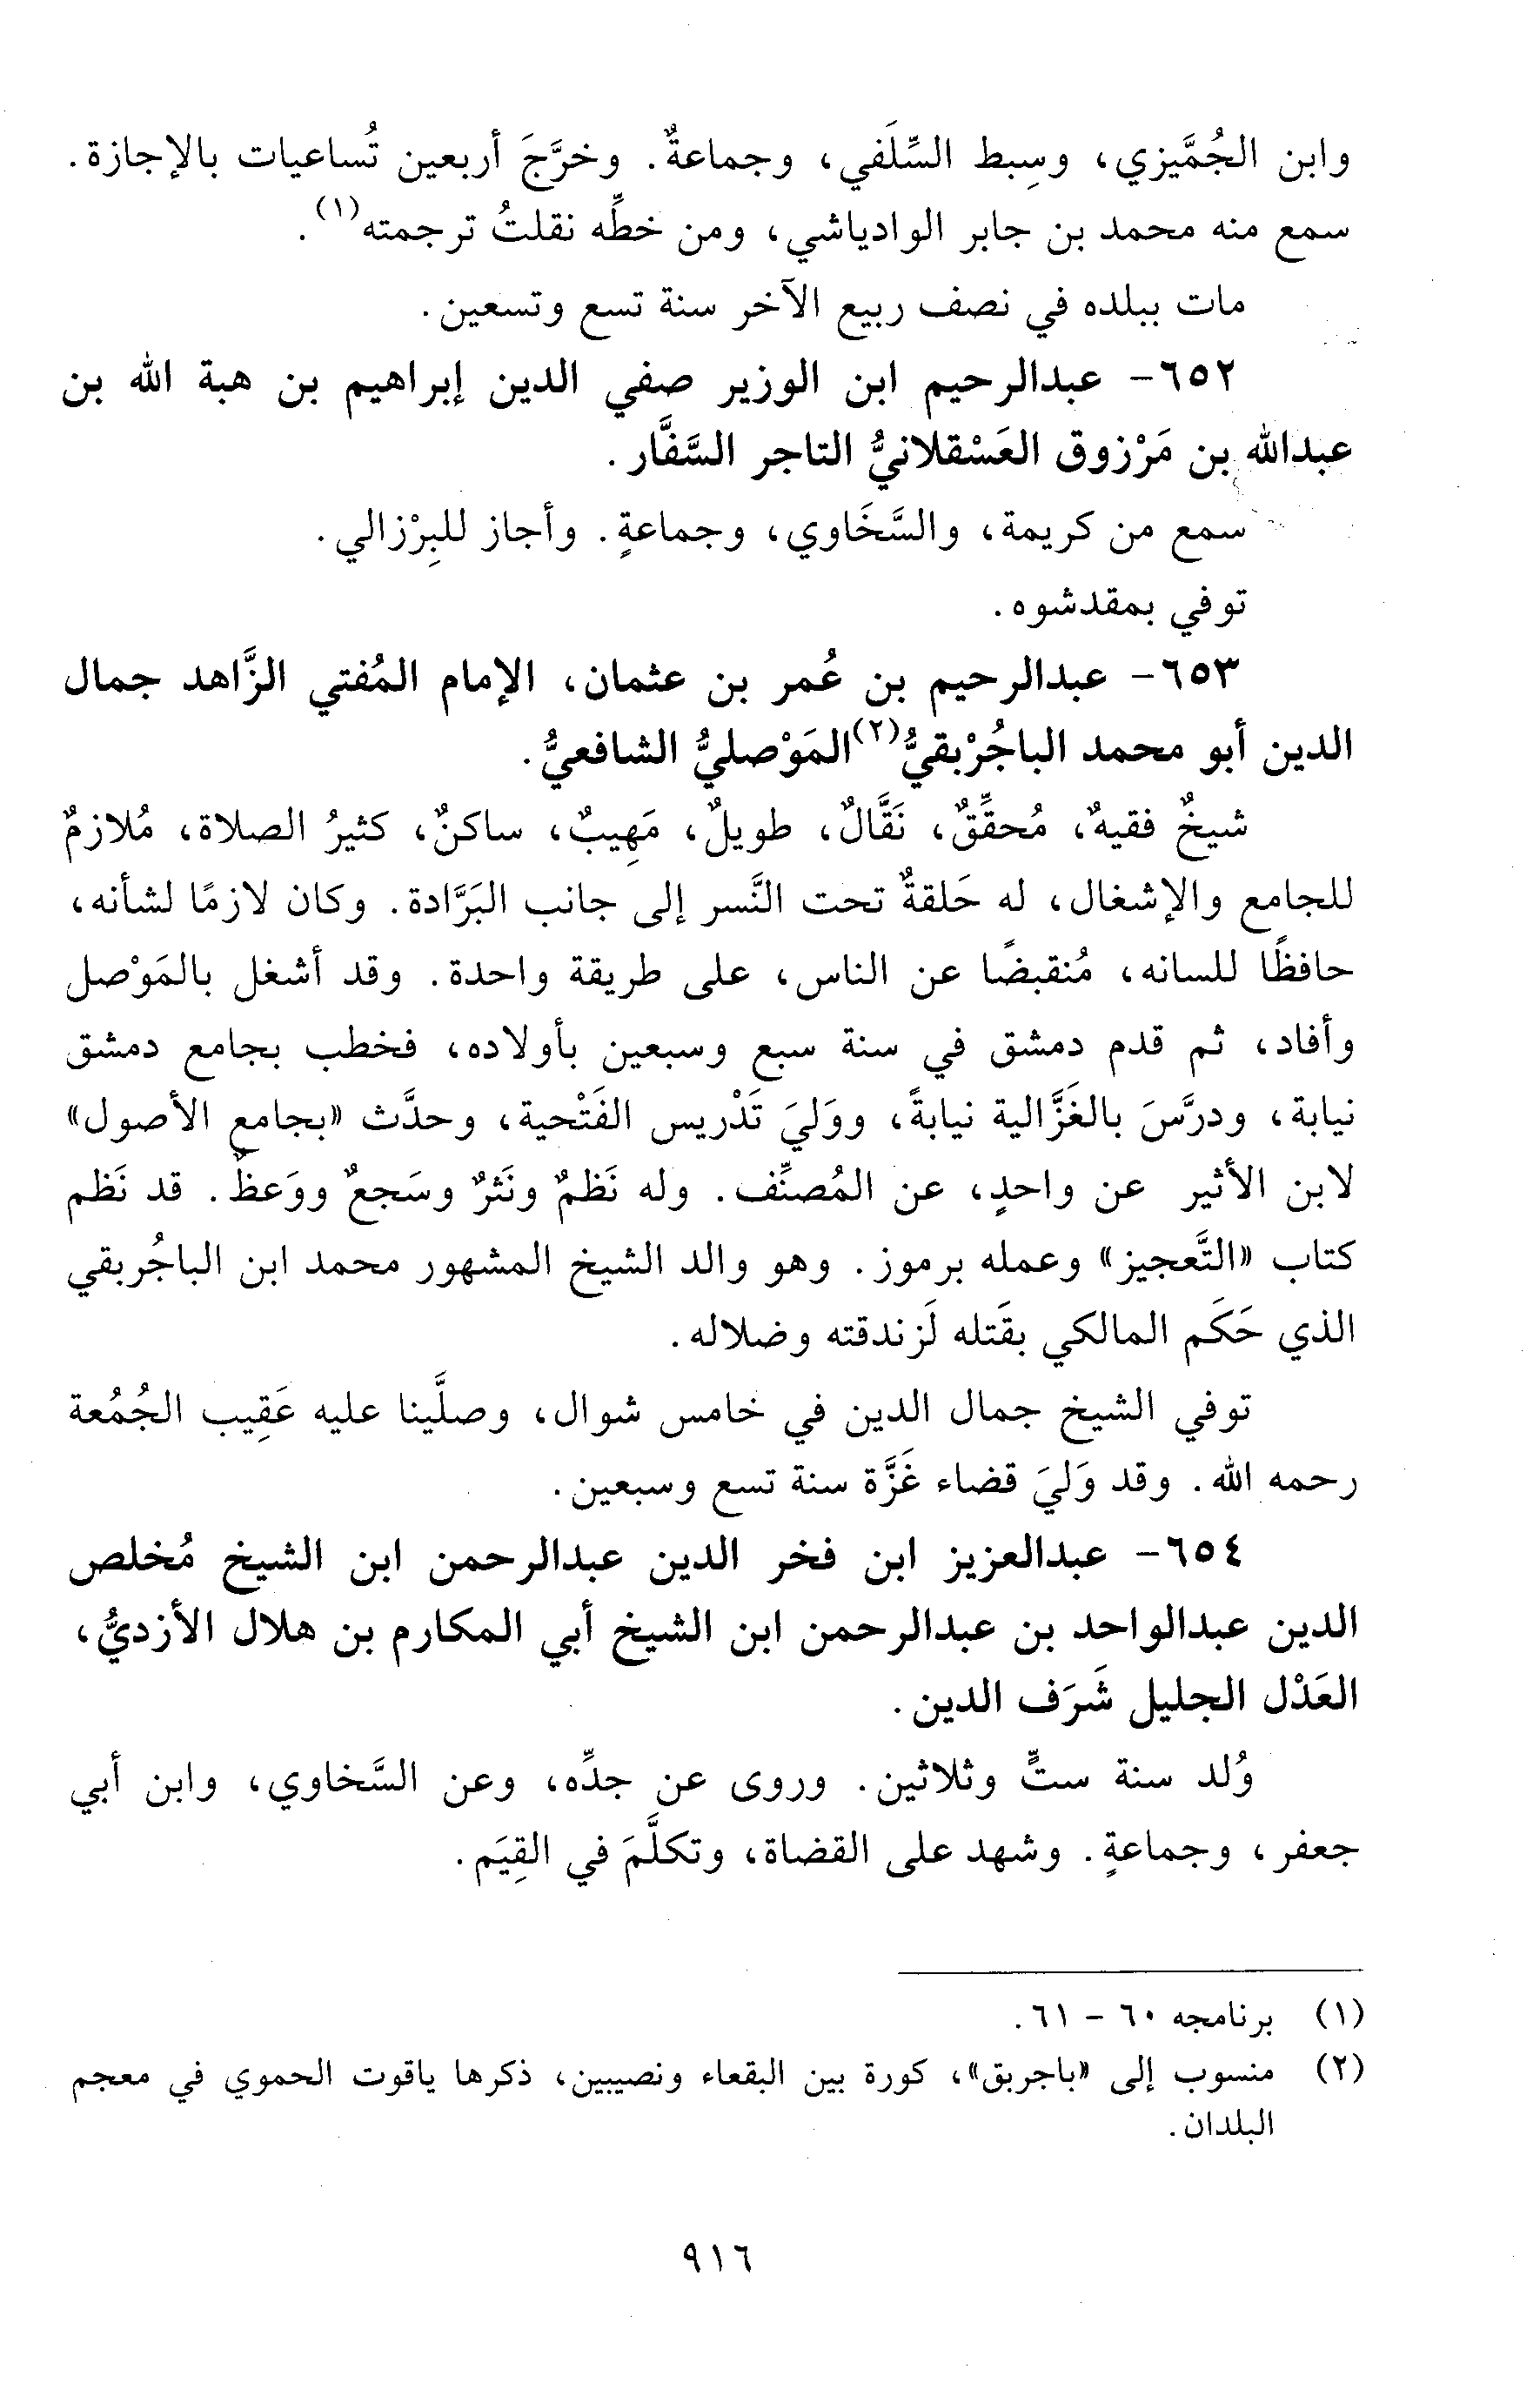 وابن الجُمَّيزي، وسِبط السِّلَفي، وجماعةٌ. وخرَّجَ أربعين تُساعيات بالإجازة.
سمع منه محمد بن جابر الوادياشي، ومن خطِّه نقلتُ ترجمته(١).
مات ببلده في نصف ربيع الآخر سنة تسع وتسعين.
٦٥٢- عبدالرحيم ابن الوزير صفي الدين إبراهيم بن هبة الله بن
عبدالله بن مَرْزوق العَسْقلانيُّ التاجر السَّفَّار.
سمع من كريمة، والسَّخَاوي، وجماعةٍ. وأجاز للبِرْزالي.
توفي بمقدشوه.
٦٥٣- عبدالرحيم بن عُمر بن عثمان، الإمام المُفتي الزَّاهد جمال
الدين أبو محمد الباجُرْبقيُّ(٢) المَوْصليُّ الشافعيُّ.
شيخٌ فقيهٌ، مُحقِّقٌ، نَقَّالٌ، طويلٌ، مَهِيبٌ، ساكنٌ، كثيرُ الصلاة، مُلازمٌ
للجامع والإشغال، له حَلقةٌ تحت النَّسر إلى جانب البَرَّادة. وكان لازمًا لشأنه،
حافظًا للسانه، مُنقبضًا عن الناس، على طريقة واحدة. وقد أشغل بالمَوْصل
وأفاد، ثم قدم دمشق في سنة سبع وسبعين بأولاده، فخطب بجامع دمشق
نيابة، ودرَّسَ بالغَزَّالية نيابةً، ووَليَ تَدْريس الفَتْحية، وحدَّث «بجامع الأصول»
لابن الأثير عن واحدٍ، عن المُصنِّف. وله نَظمٌ ونَثرٌ وسَجعٌ ووَعظٌ. قد نَظم
كتاب «التَّعجيز» وعمله برموز. وهو والد الشيخ المشهور محمد ابن الباجُربقي
الذي حَكَم المالكي بقَتله لَزندقته وضلاله.
توفي الشيخ جمال الدين في خامس شوال، وصلَّينا عليه عَقِيب الجُمُعة
رحمه الله. وقد وَليَ قضاء غَزَّة سنة تسع وسبعين.
٦٥٤- عبدالعزيز ابن فخر الدين عبدالرحمن ابن الشيخ مُخلص
الدين عبدالواحد بن عبدالرحمن ابن الشيخ أبي المكارم بن هلال الأزديُّ،
العَدْل الجليل شَرَف الدين.
وُلد سنة ستٍّ وثلاثين. وروى عن جدِّه، وعن السَّخاوي، وابن أبي
جعفر، وجماعةٍ. وشهد على القضاة، وتكلَّمَ في القِيَم.
(١) برنامجه ٦٠ - ٦١.
(٢) منسوب إلى «باجربق»، كورة بين البقعاء ونصيبين، ذكرها ياقوت الحموي في معجم
البلدان.
٩١٦